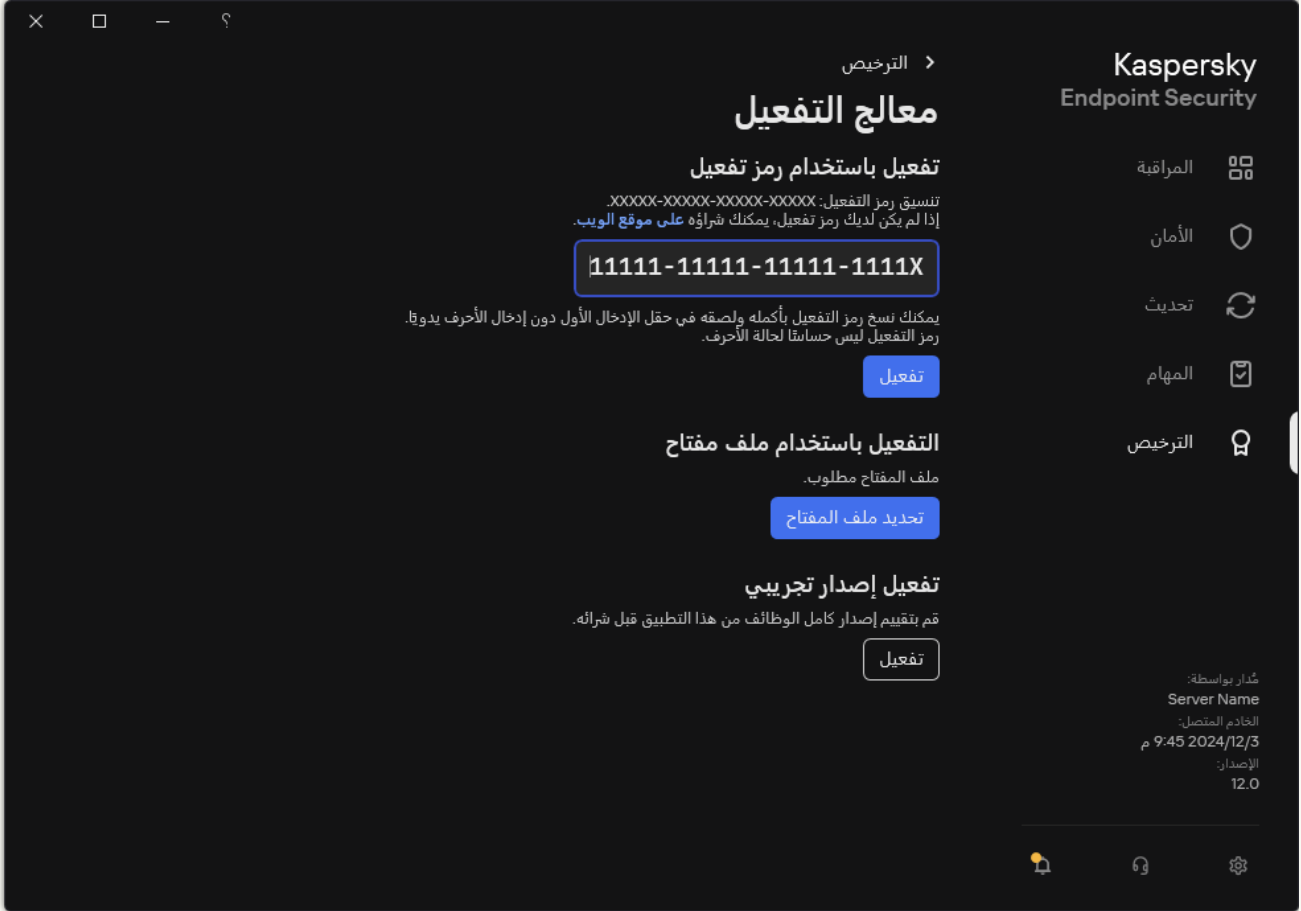 ؟
Kaspersky
Endpoint Security
المراقبة
الأمان
تحديث
المهام
الترخيص
مُدار بواسطة:
Server Name
الخادم المتصل:
2024/12/3 9:45 م
الإصدار:
12.0
الترخيص
معالج التفعيل
تفعيل باستخدام رمز تفعيل
تنسيق رمز التفعيل: XXXXX-XXXXX-XXXXX-XXXXX.
إذا لم يكن لديك رمز تفعيل، يمكنك شراؤه على موقع الويب.
11111-11111-11111-1111X
يمكنك نسخ رمز التفعيل بأكمله ولصقه في حقل الإدخال الأول دون إدخال الأحرف يدويًا.
رمز التفعيل ليس حساسًا لحالة الأحرف.
تفعيل
التفعيل باستخدام ملف مفتاح
ملف المفتاح مطلوب.
تحديد ملف المفتاح
تفعيل إصدار تجريبي
قم بتقييم إصدار كامل الوظائف من هذا التطبيق قبل شرائه.
تفعيل